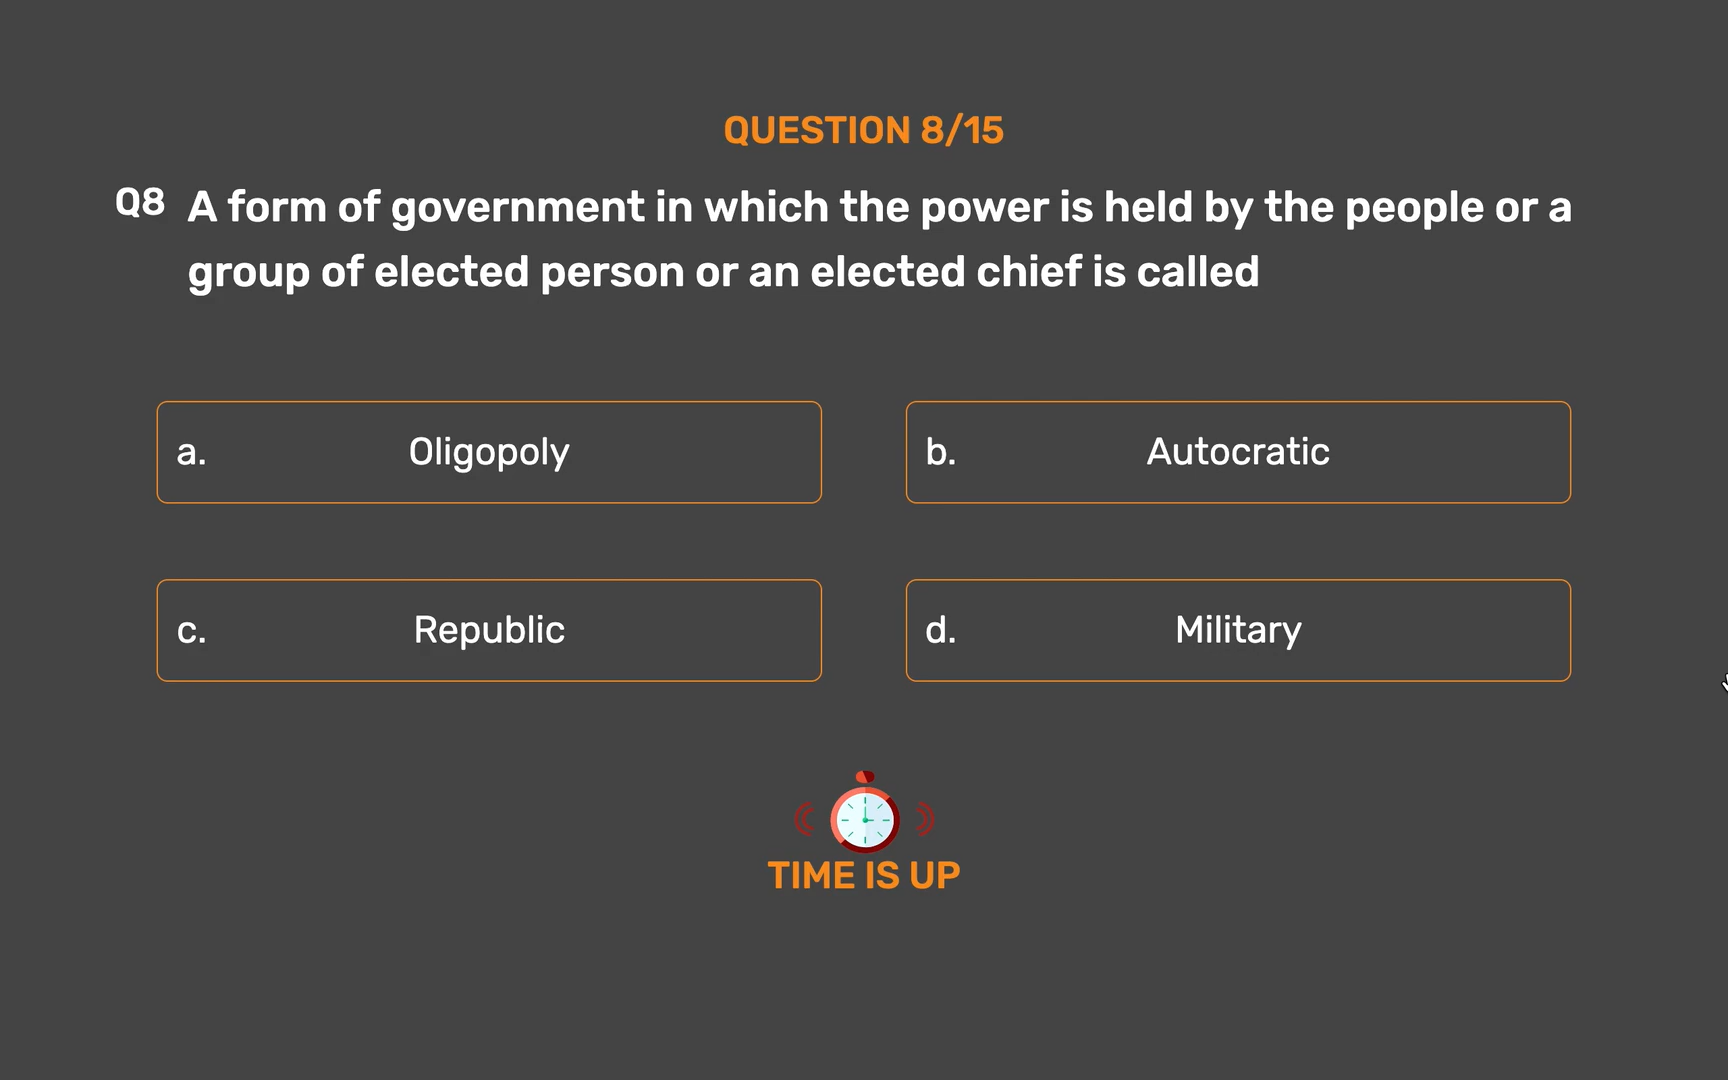 QUESTION 8/15
Q8 A form of government in which the power is held by the people or a
group of elected person or an elected chief is called
a. Oligopoly
b. Autocratic
c. Republic
d. Military
TIME IS UP